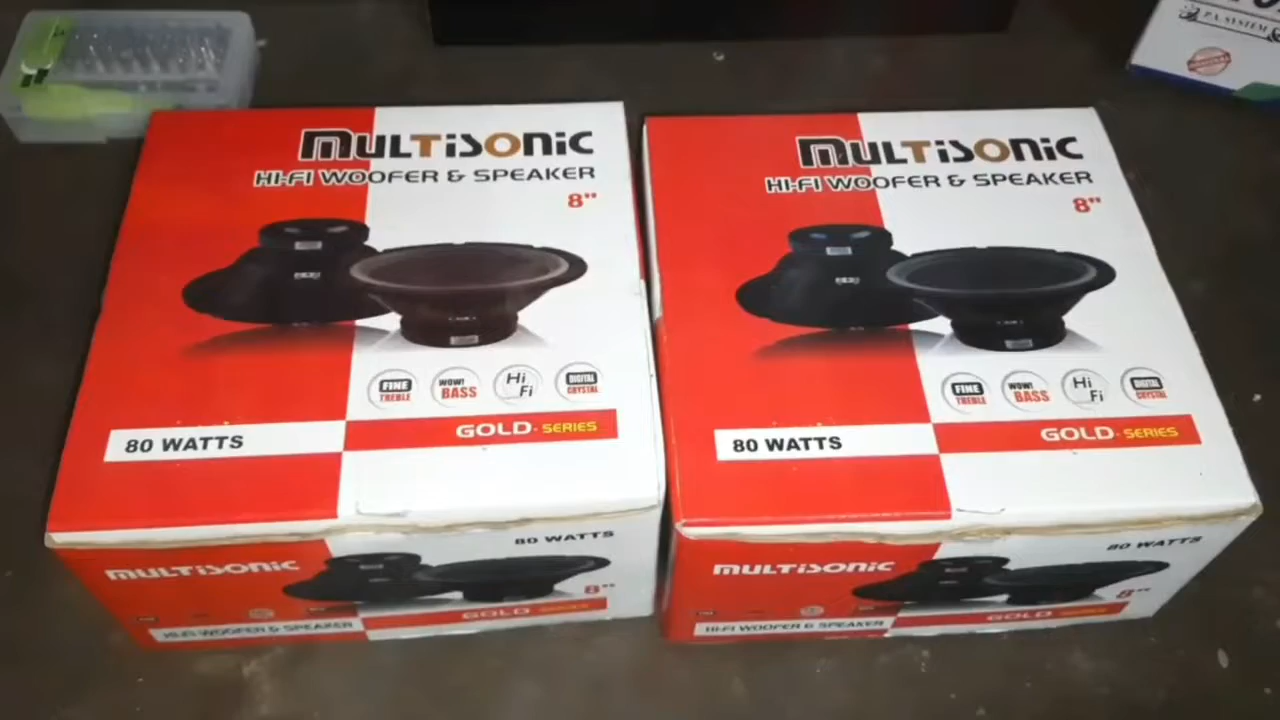 P.A. SYSTEM
MULTiSONiC
HI-FI WOOFER & SPEAKER
8"
FINE
TREBLE
WOW!
BASS
Hi
Fi
DIGITAL
CRYSTAL
80 WATTS
GOLD - SERIES
80 WATTS
MULTiSONiC
8"
GOLD SERIES
HI-FI WOOFER & SPEAKER
MULTiSONiC
HI-FI WOOFER & SPEAKER
8"
FINE
TREBLE
WOW!
BASS
Hi
Fi
DIGITAL
CRYSTAL
80 WATTS
GOLD - SERIES
80 WATTS
MULTiSONiC
8"
GOLD
HI-FI WOOFER & SPEAKER